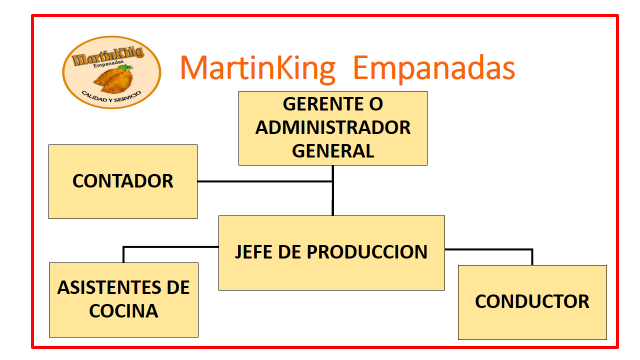 MartinKing
Empanadas
CALIDAD Y SERVICIO
MartinKing Empanadas
GERENTE O
ADMINISTRADOR
GENERAL
CONTADOR
JEFE DE PRODUCCION
ASISTENTES DE
COCINA
CONDUCTOR